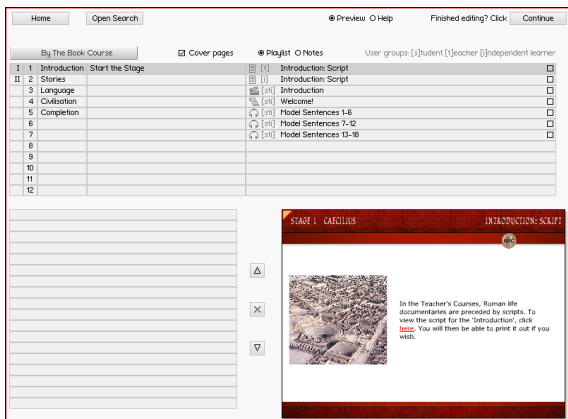 Home Open Search Preview Help Finished editing? Click Continue
By The Book Course Cover pages Playlist Notes User groups: [s]tudent [t]eacher [i]ndependent learner
I 1 Introduction Start the Stage [t] Introduction: Script
II 2 Stories [i] Introduction: Script
3 Language [sti] Introduction
4 Civilisation [sti] Welcome!
5 Completion [sti] Model Sentences 1-6
6 [sti] Model Sentences 7-12
7 [sti] Model Sentences 13-18
8
9
10
11
12
STAGE 1 CAECILIUS INTRODUCTION: SCRIPT
ABC
In the Teacher's Courses, Roman life
documentaries are preceded by scripts. To
view the script for the 'Introduction', click
here. You will then be able to print it out if you
wish.